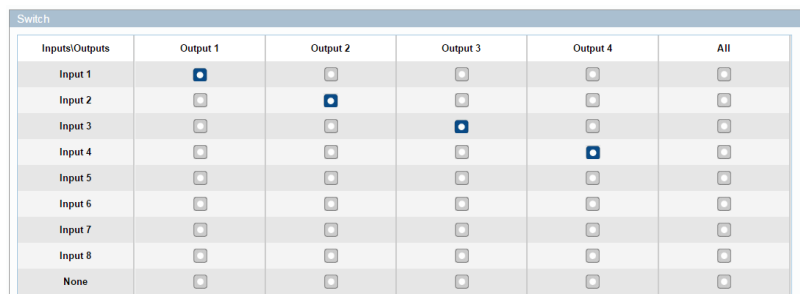 Switch
Inputs\Outputs Output 1 Output 2 Output 3 Output 4 All
Input 1
Input 2
Input 3
Input 4
Input 5
Input 6
Input 7
Input 8
None